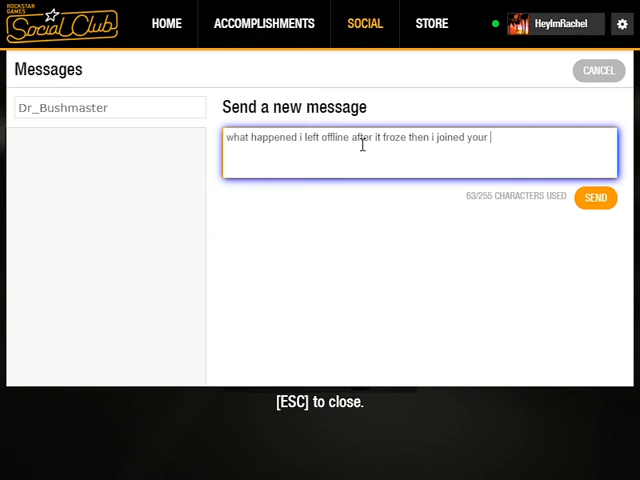 ROCKSTAR
GAMES
Social Club
HOME
ACCOMPLISHMENTS
SOCIAL
STORE
HeyImRachel
Messages
CANCEL
Dr_Bushmaster
Send a new message
what happened i left offline after it froze then i joined your
63/255 CHARACTERS USED
SEND
[ESC] to close.